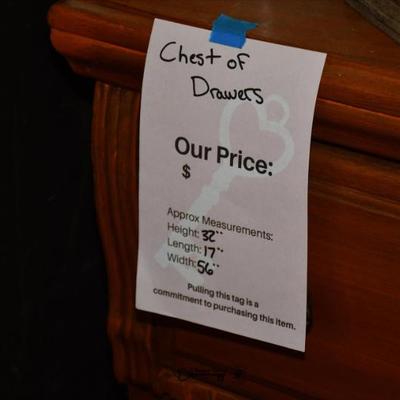 Chest of
Drawers
Our Price:
$
Approx Measurements:
Height: 32"
Length: 17"
Width: 56"
Pulling this tag is a
commitment to purchasing this item.